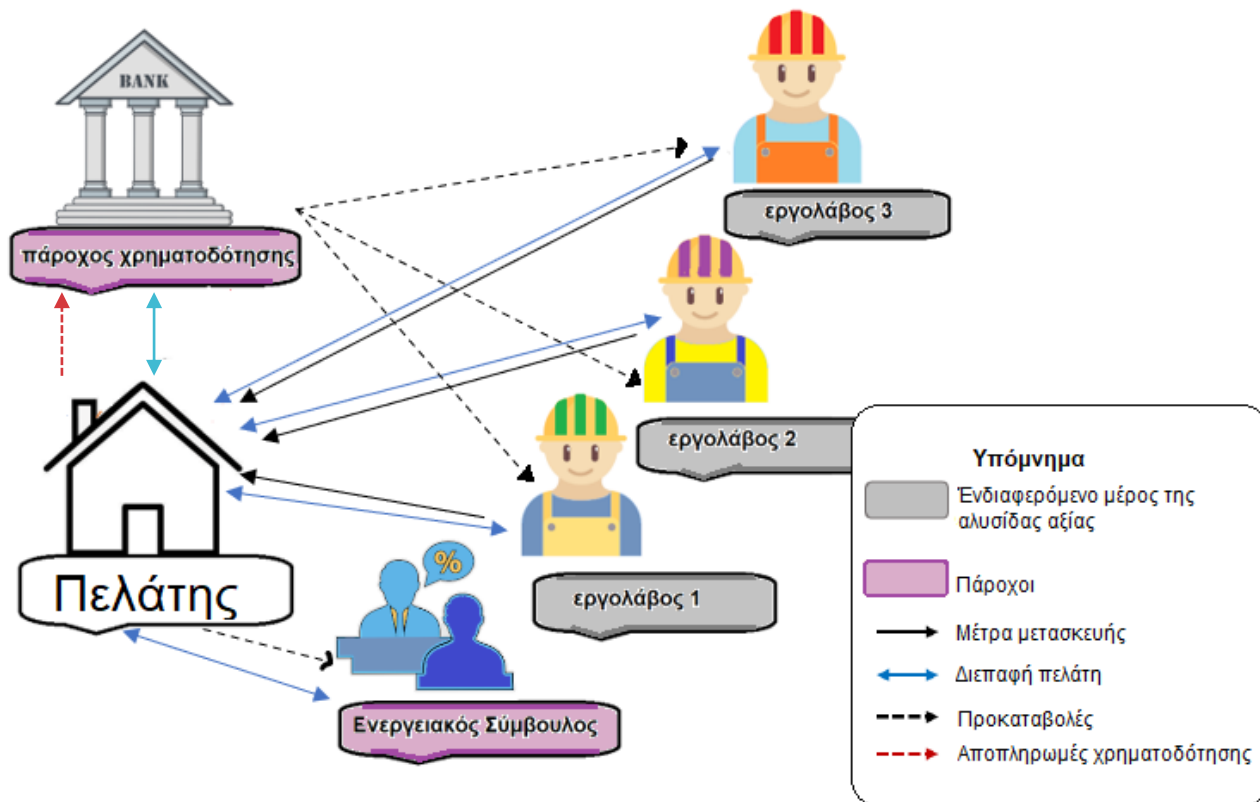 BANK
πάροχος χρηματοδότησης
εργολάβος 3
εργολάβος 2
εργολάβος 1
Πελάτης
%
Ενεργειακός Σύμβουλος
Υπόμνημα
Ένδιαφερόμενο μέρος της
αλυσίδας αξίας
Πάροχοι
Μέτρα μετασκευής
Διεπαφή πελάτη
Προκαταβολές
Αποπληρωμές χρηματοδότησης